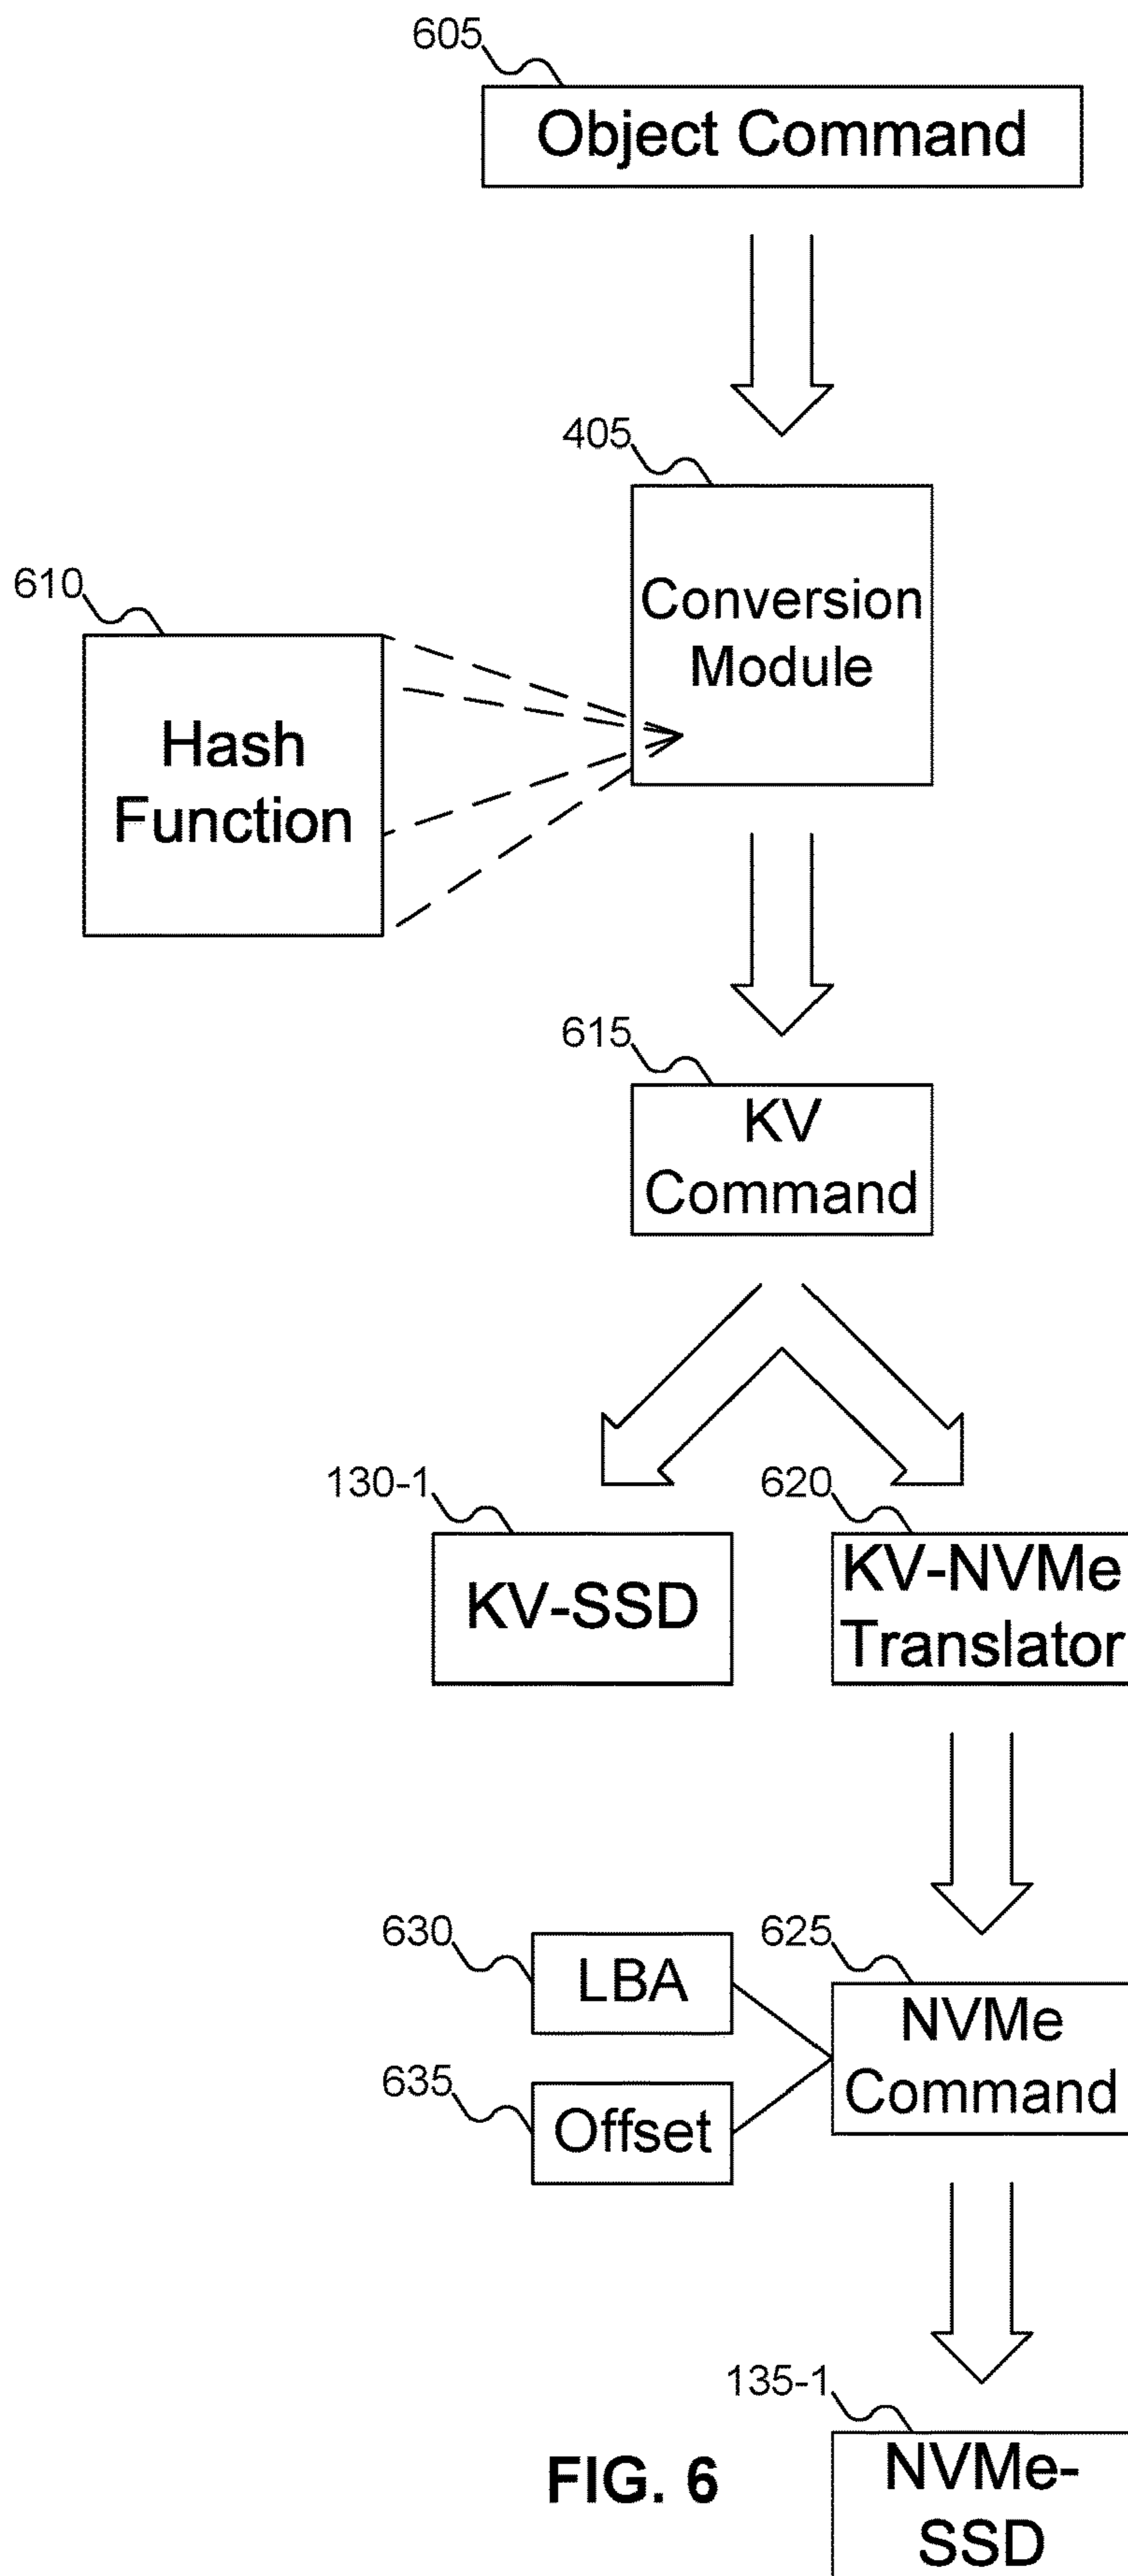 605
Object Command
405
Conversion
Module
610
Hash
Function
615
KV
Command
130-1
KV-SSD
620
KV-NVMe
Translator
630
LBA
625
NVMe
Command
635
Offset
135-1
NVMe-
SSD
FIG. 6